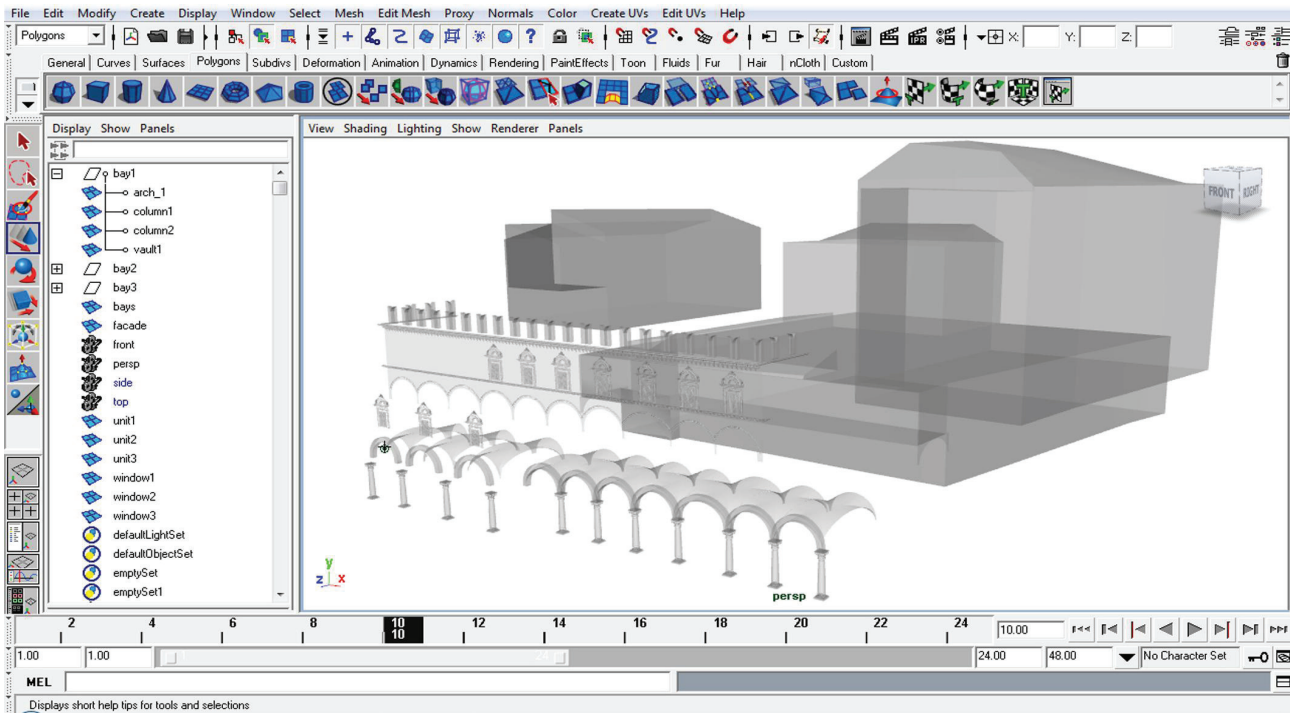 File Edit Modify Create Display Window Select Mesh Edit Mesh Proxy Normals Color Create UVs Edit UVs Help
Polygons X: Y: Z:
General Curves Surfaces Polygons Subdivs Deformation Animation Dynamics Rendering PaintEffects Toon Fluids Fur Hair nCloth Custom
Display Show Panels
View Shading Lighting Show Renderer Panels
bay1
arch_1
column1
column2
vault1
bay2
bay3
bays
facade
front
persp
side
top
unit1
unit2
unit3
window1
window2
window3
defaultLightSet
defaultObjectSet
emptySet
emptySet1
FRONT RIGHT
y
z x
persp
2 4 6 8 10 12 14 16 18 20 22 24
10
10.00
1.00 1.00 24 24.00 48.00 No Character Set
MEL
Displays short help tips for tools and selections